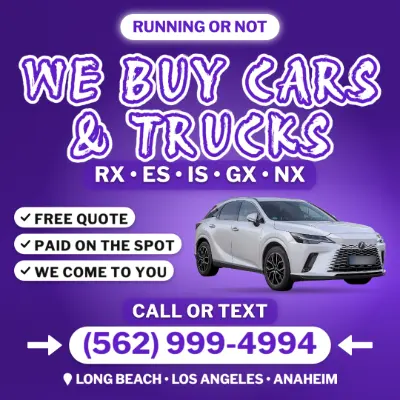 RUNNING OR NOT
WE BUY CARS
& TRUCKS
RX • ES • IS • GX • NX
FREE QUOTE
PAID ON THE SPOT
WE COME TO YOU
CALL OR TEXT
(562) 999-4994
LONG BEACH • LOS ANGELES • ANAHEIM